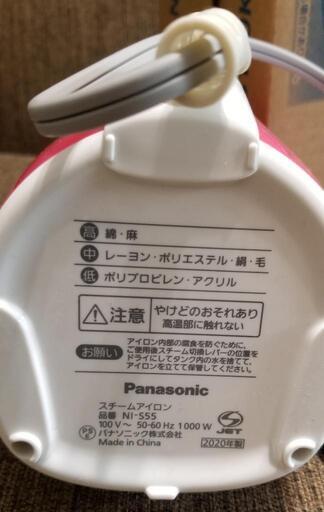 高 綿・麻
中 レーヨン・ポリエステル・絹・毛
低 ポリプロピレン・アクリル
注意 やけどのおそれあり
高温部に触れない
お願い アイロン内部の腐食を防ぐために、
ご使用後スチーム切換レバーの位置を
ドライにしてタンク内の水を捨てて、
アイロンを立てて保管してください。
Panasonic
スチームアイロン
品番 NI-S55
100 V～ 50-60 Hz 1000 W
PSE パナソニック株式会社
Made in China
JET
2020年製